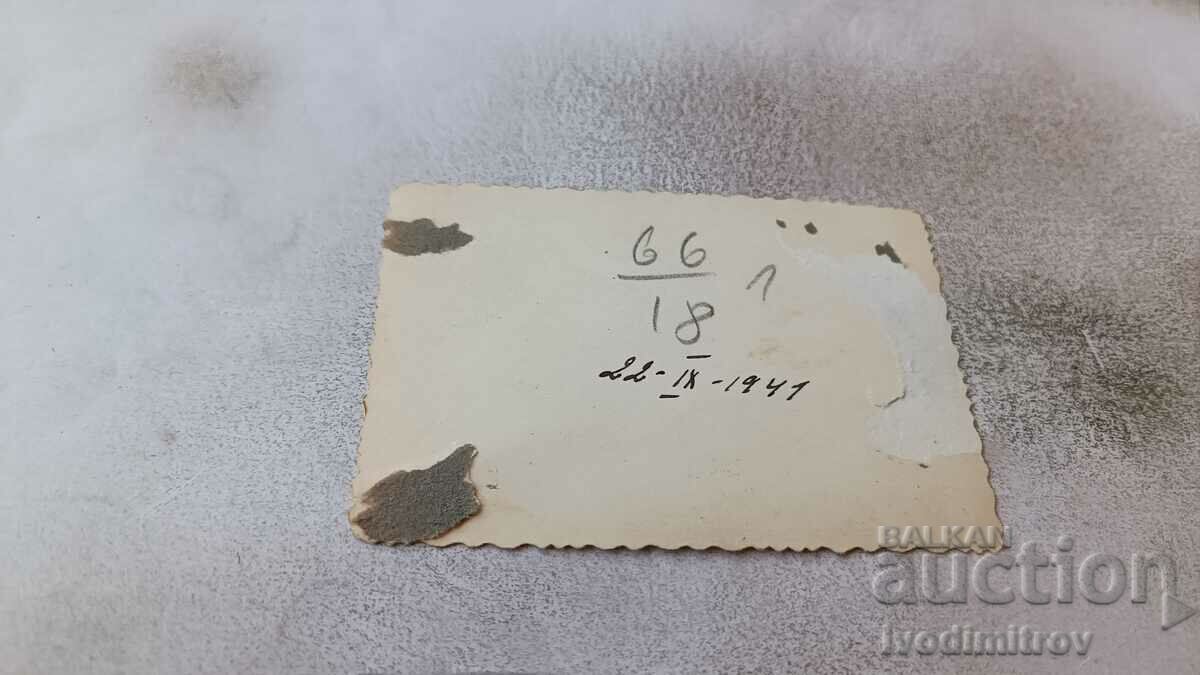 66
18
1
22-IX-1941
BALKAN
auction
ivodimitrov